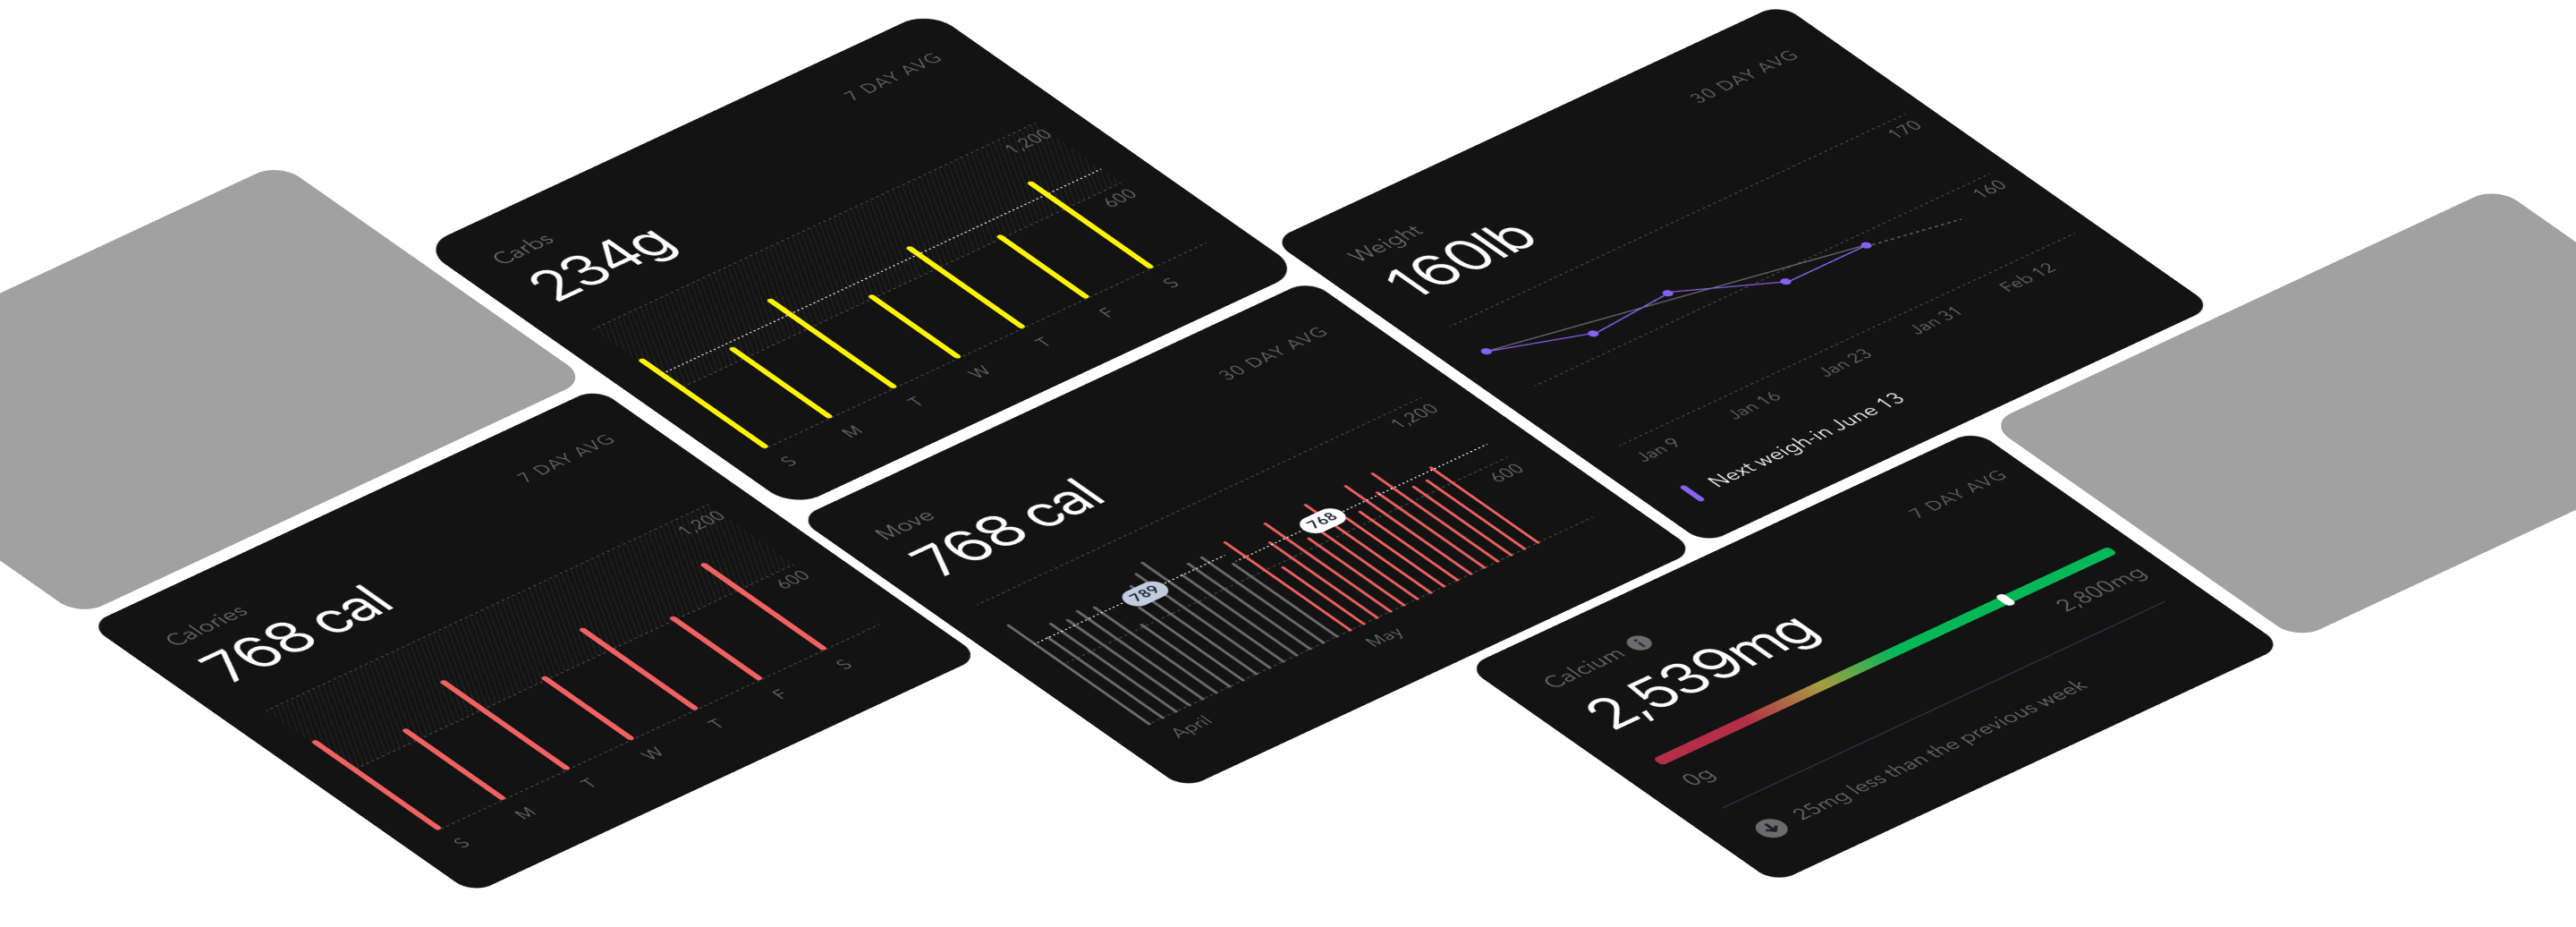 Carbs
7 DAY AVG
234g
1,200
600
S
M
T
W
T
F
S
Weight
30 DAY AVG
160lb
170
160
Jan 9
Jan 16
Jan 23
Jan 31
Feb 12
Next weigh-in June 13
Calories
7 DAY AVG
768 cal
1,200
600
S
M
T
W
T
F
S
Move
30 DAY AVG
768 cal
1,200
600
789
768
April
May
Calcium
i
7 DAY AVG
2,539mg
0g
2,800mg
25mg less than the previous week